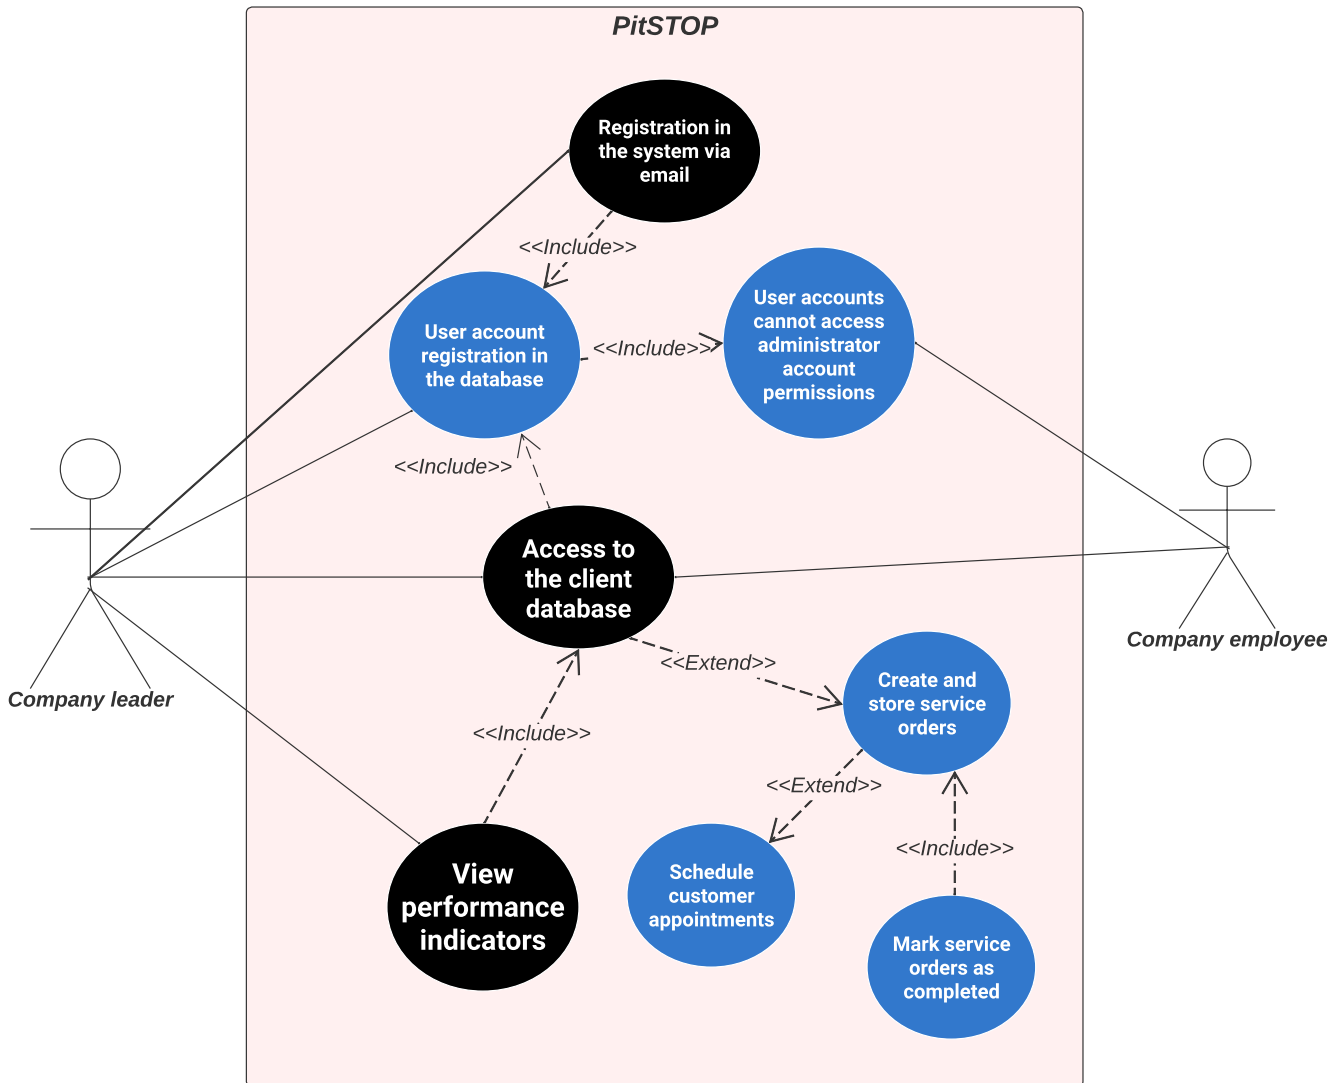 PitSTOP
Registration in
the system via
email
<<Include>>
User account
registration in
the database
<<Include>>
User accounts
cannot access
administrator
account
permissions
<<Include>>
Access to
the client
database
Company leader
Company employee
<<Extend>>
Create and
store service
orders
<<Include>>
<<Extend>>
<<Include>>
View
performance
indicators
Schedule
customer
appointments
Mark service
orders as
completed